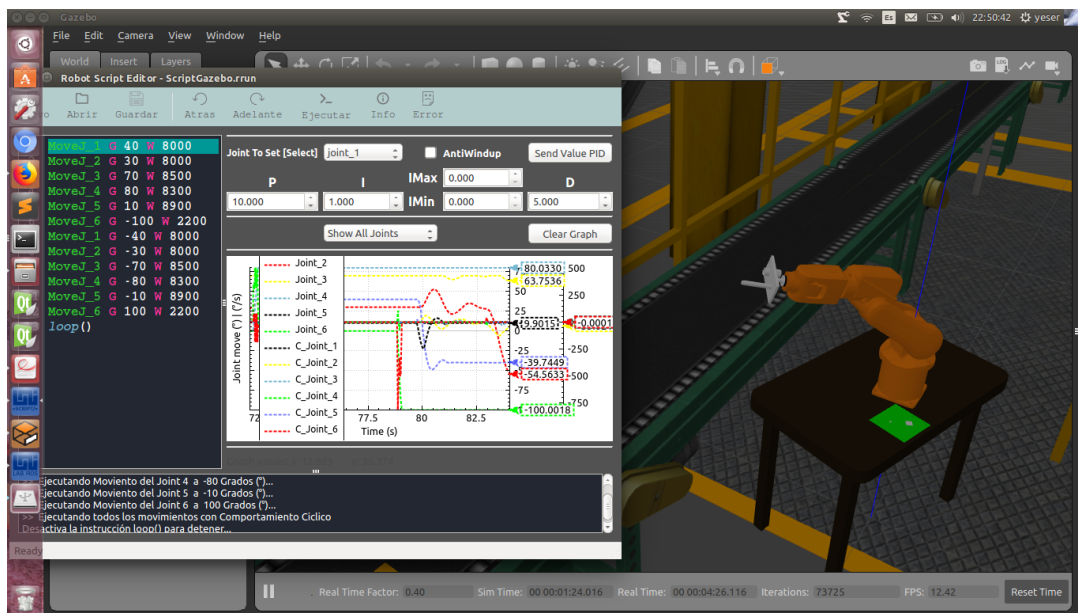 Gazebo
Es
22:50:42
yeser
File Edit Camera View Window Help
World Insert Layers
Robot Script Editor - ScriptGazebo.rrun
Abrir Guardar Atras Adelante Ejecutar Info Error
MoveJ_1 G 40 W 8000
MoveJ_2 G 30 W 8000
MoveJ_3 G 70 W 8500
MoveJ_4 G 80 W 8300
MoveJ_5 G 10 W 8900
MoveJ_6 G -100 W 2200
MoveJ_1 G -40 W 8000
MoveJ_2 G -30 W 8000
MoveJ_3 G -70 W 8500
MoveJ_4 G -80 W 8300
MoveJ_5 G -10 W 8900
MoveJ_6 G 100 W 2200
loop()
Joint To Set [Select] joint_1 AntiWindup Send Value PID
P I IMax 0.000 D
10.000 1.000 IMin 0.000 5.000
Show All Joints Clear Graph
Joint_2
Joint_3
Joint_4
Joint_5
Joint_6
C_Joint_1
C_Joint_2
C_Joint_3
C_Joint_4
C_Joint_5
C_Joint_6
Joint move (°) | (°/s)
80.0330 500
63.7536
50 250
25
-0.0001
0
-25 -250
-39.7449
-54.5633 -500
-75
-750
-100.0018
77.5 80 82.5
Time (s)
jecutando Moviento del Joint 4 a -80 Grados (°)...
jecutando Moviento del Joint 5 a -10 Grados (°)...
jecutando Moviento del Joint 6 a 100 Grados (°)...
>> Ejecutando todos los movimientos con Comportamiento Ciclico
Desactiva la instrucción loop() para detener...
Ready
Real Time Factor: 0.40 Sim Time: 00 00:01:24.016 Real Time: 00 00:04:26.116 Iterations: 73725 FPS: 12.42 Reset Time